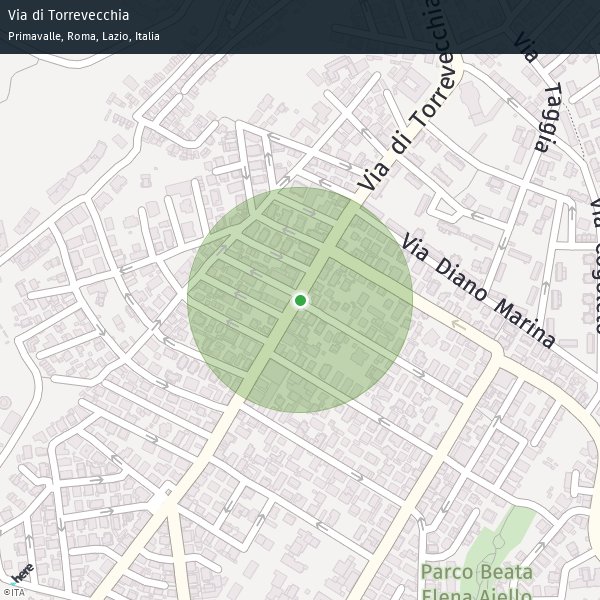 Via di Torrevecchia
Primavalle, Roma, Lazio, Italia
Via di Torrevecchia
Via Taggia
Via Diano Marina
Via Cogoleto
Parco Beata
Elena Aiello
here
©ITA